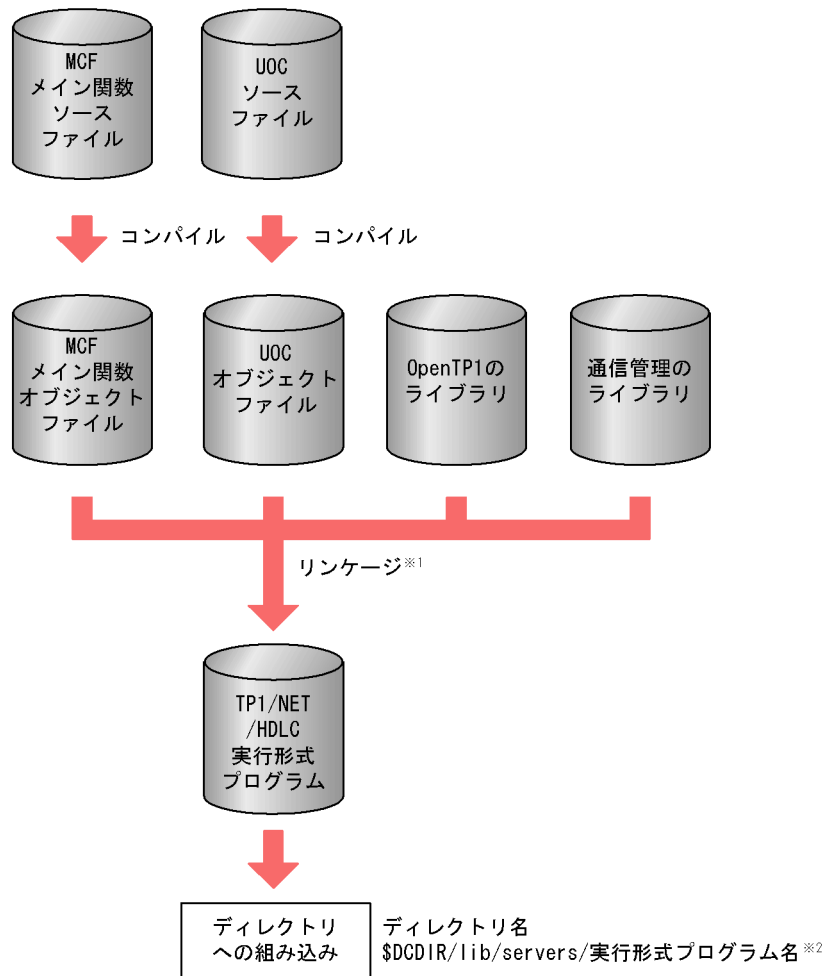 MCF
メイン関数
ソース
ファイル
UOC
ソース
ファイル
コンパイル
コンパイル
MCF
メイン関数
オブジェクト
ファイル
UOC
オブジェクト
ファイル
OpenTP1の
ライブラリ
通信管理の
ライブラリ
リンケージ※1
TP1/NET
/HDLC
実行形式
プログラム
ディレクトリ
への組み込み
ディレクトリ名
$DCDIR/lib/servers/実行形式プログラム名※2